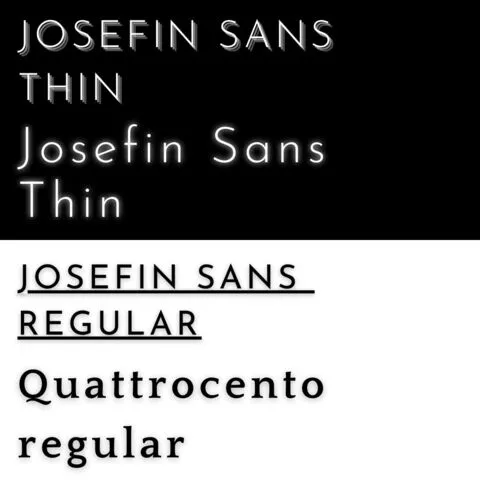 JOSEFIN SANS
THIN
Josefin Sans
Thin
JOSEFIN SANS
REGULAR
Quattrocento
regular